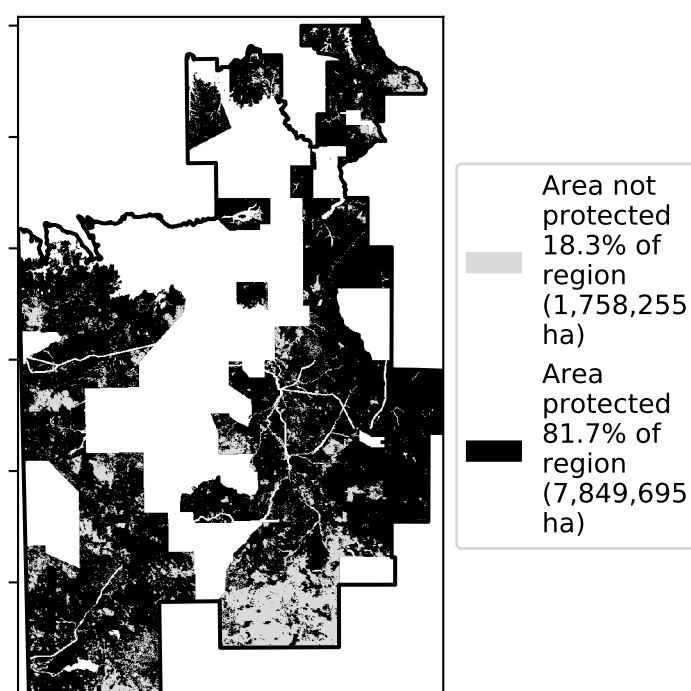 Area not
protected
18.3% of
region
(1,758,255
ha)
Area
protected
81.7% of
region
(7,849,695
ha)